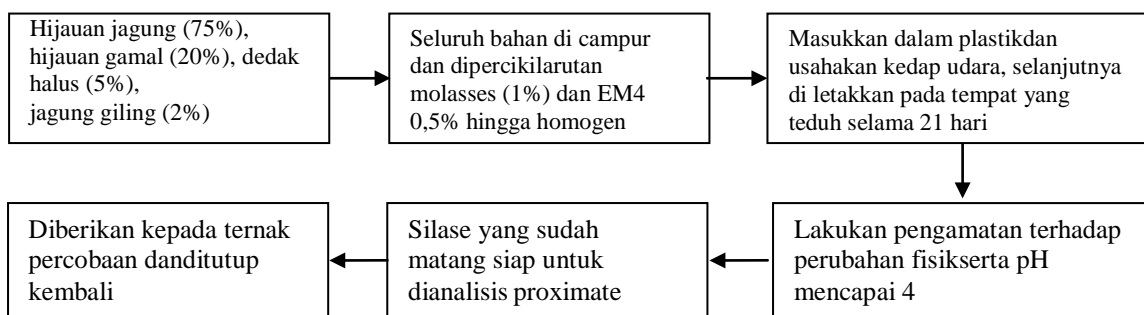 Hijauan jagung (75%),
hijauan gamal (20%), dedak
halus (5%),
jagung giling (2%)
Seluruh bahan di campur
dan dipercikilarutan
molasses (1%) dan EM4
0,5% hingga homogen
Masukkan dalam plastikdan
usahakan kedap udara, selanjutnya
di letakkan pada tempat yang
teduh selama 21 hari
Lakukan pengamatan terhadap
perubahan fisikserta pH
mencapai 4
Silase yang sudah
matang siap untuk
dianalisis proximate
Diberikan kepada ternak
percobaan danditutup
kembali